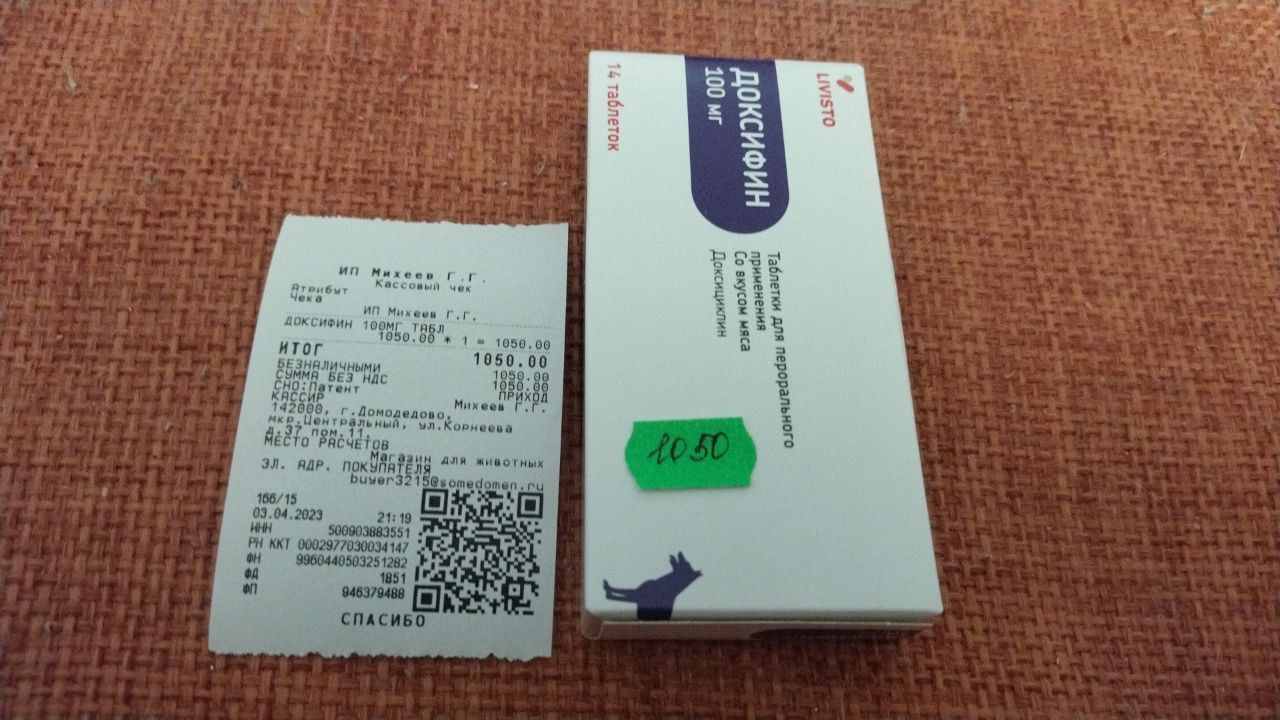 ИП Михеев Г.Г.
Кассовый чек
Атрибут
Чека
ИП Михеев Г.Г.
ДОКСИФИН 100МГ ТАБЛ
1050.00 * 1 = 1050.00
ИТОГ 1050.00
БЕЗНАЛИЧНЫМИ 1050.00
СУММА БЕЗ НДС 1050.00
СНО:Патент ПРИХОД
КАССИР Михеев Г.Г.
142000, г.Домодедово,
мкр.Центральный, ул.Корнеева
д.37 пом.11,
МЕСТО РАСЧЕТОВ
Магазин для животных
ЭЛ. АДР. ПОКУПАТЕЛЯ
buyer3215@somedomen.ru
166/15
03.04.2023 21:19
ИНН 500903883551
РН ККТ 0002977030034147
ФН 9960440503251282
ФД 1851
ФП 946379488
СПАСИБО
LIVISTO
ДОКСИФИН
100 мг
14 таблеток
Таблетки для перорального
применения
Со вкусом мяса
Доксициклин
1050